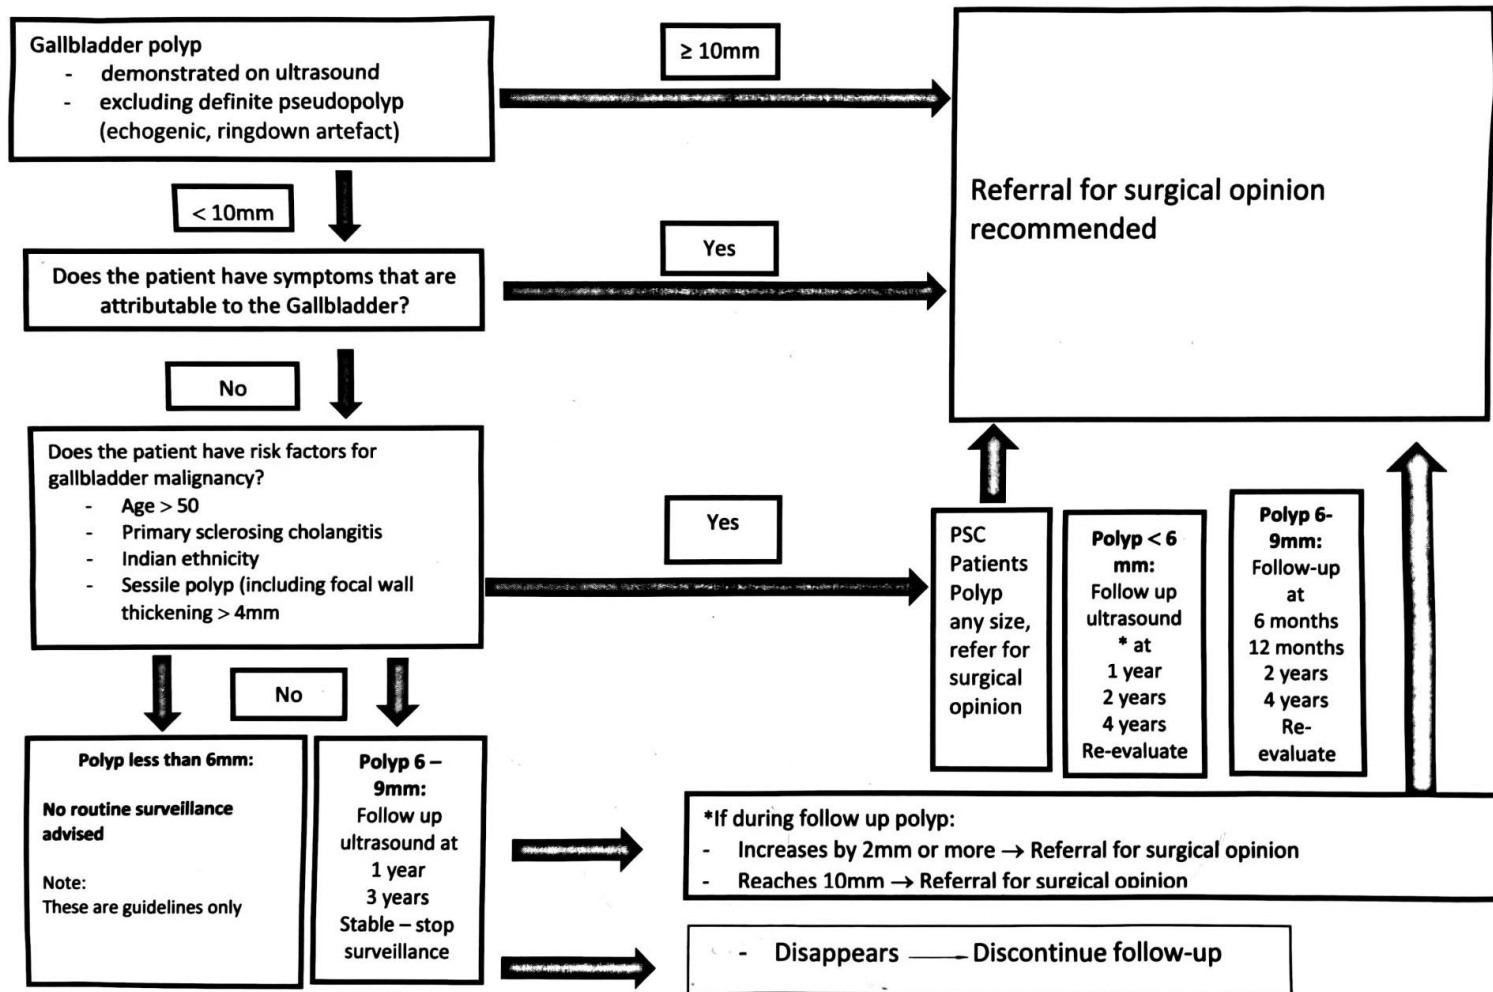 Gallbladder polyp
- demonstrated on ultrasound
- excluding definite pseudopolyp
(echogenic, ringdown artefact)
≥ 10mm
Referral for surgical opinion
recommended
< 10mm
Does the patient have symptoms that are
attributable to the Gallbladder?
Yes
No
Does the patient have risk factors for
gallbladder malignancy?
- Age > 50
- Primary sclerosing cholangitis
- Indian ethnicity
- Sessile polyp (including focal wall
thickening > 4mm
Yes
PSC
Patients
Polyp
any size,
refer for
surgical
opinion
Polyp < 6
mm:
Follow up
ultrasound
* at
1 year
2 years
4 years
Re-evaluate
Polyp 6-
9mm:
Follow-up
at
6 months
12 months
2 years
4 years
Re-
evaluate
No
Polyp less than 6mm:
No routine surveillance
advised
Note:
These are guidelines only
Polyp 6 –
9mm:
Follow up
ultrasound at
1 year
3 years
Stable – stop
surveillance
*If during follow up polyp:
- Increases by 2mm or more → Referral for surgical opinion
- Reaches 10mm → Referral for surgical opinion
- Disappears —— Discontinue follow-up